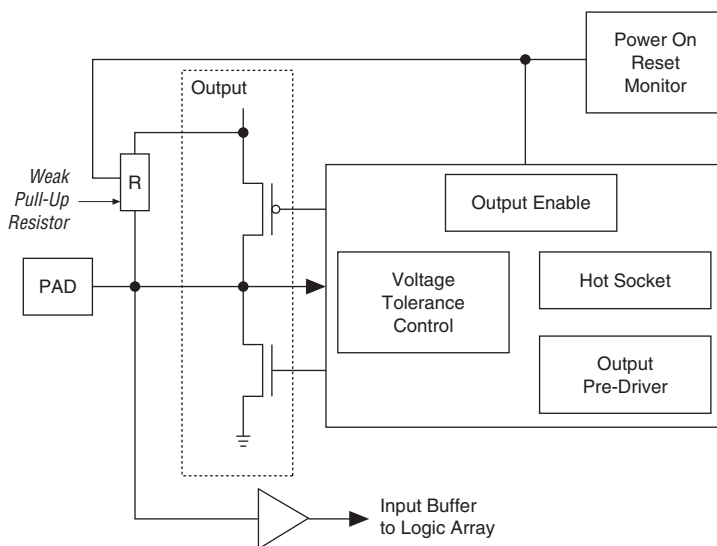 Power On
Reset
Monitor
Output
R
Weak
Pull-Up
Resistor
Output Enable
PAD
Voltage
Tolerance
Control
Hot Socket
Output
Pre-Driver
Input Buffer
to Logic Array